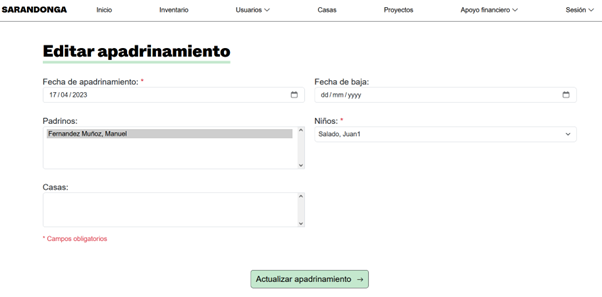 SARANDONGA Inicio Inventario Usuarios Casas Proyectos Apoyo financiero Sesión
Editar apadrinamiento
Fecha de apadrinamiento: * Fecha de baja:
17/04/2023 dd/mm/yyyy
Padrinos: Niños: *
Fernandez Muñoz, Manuel Salado, Juan1
Casas:
* Campos obligatorios
Actualizar apadrinamiento →